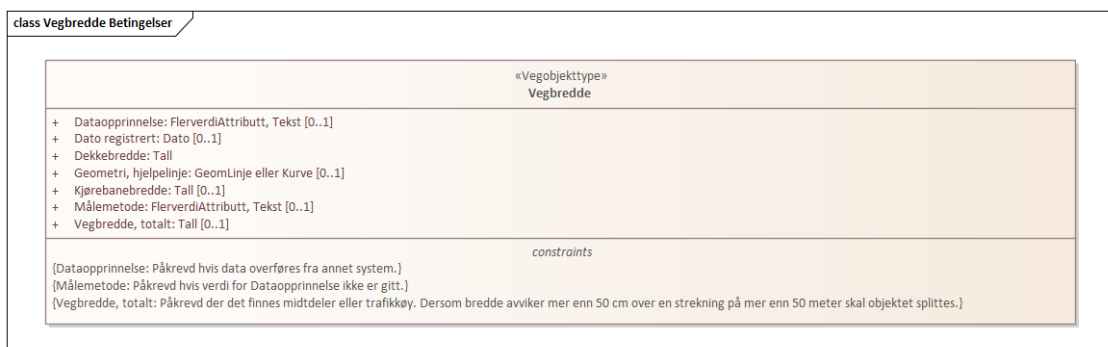 class Vegbredde Betingelser
«Vegobjekttype»
Vegbredde
+ Dataopprinnelse: FlerverdiAttributt, Tekst [0..1]
+ Dato registrert: Dato [0..1]
+ Dekkebredde: Tall
+ Geometri, hjelpelinje: GeomLinje eller Kurve [0..1]
+ Kjørebanebredde: Tall [0..1]
+ Målemetode: FlerverdiAttributt, Tekst [0..1]
+ Vegbredde, totalt: Tall [0..1]
constraints
{Dataopprinnelse: Påkrevd hvis data overføres fra annet system.}
{Målemetode: Påkrevd hvis verdi for Dataopprinnelse ikke er gitt.}
{Vegbredde, totalt: Påkrevd der det finnes midtdeler eller trafikkøy. Dersom bredde avviker mer enn 50 cm over en strekning på mer enn 50 meter skal objektet splittes.}